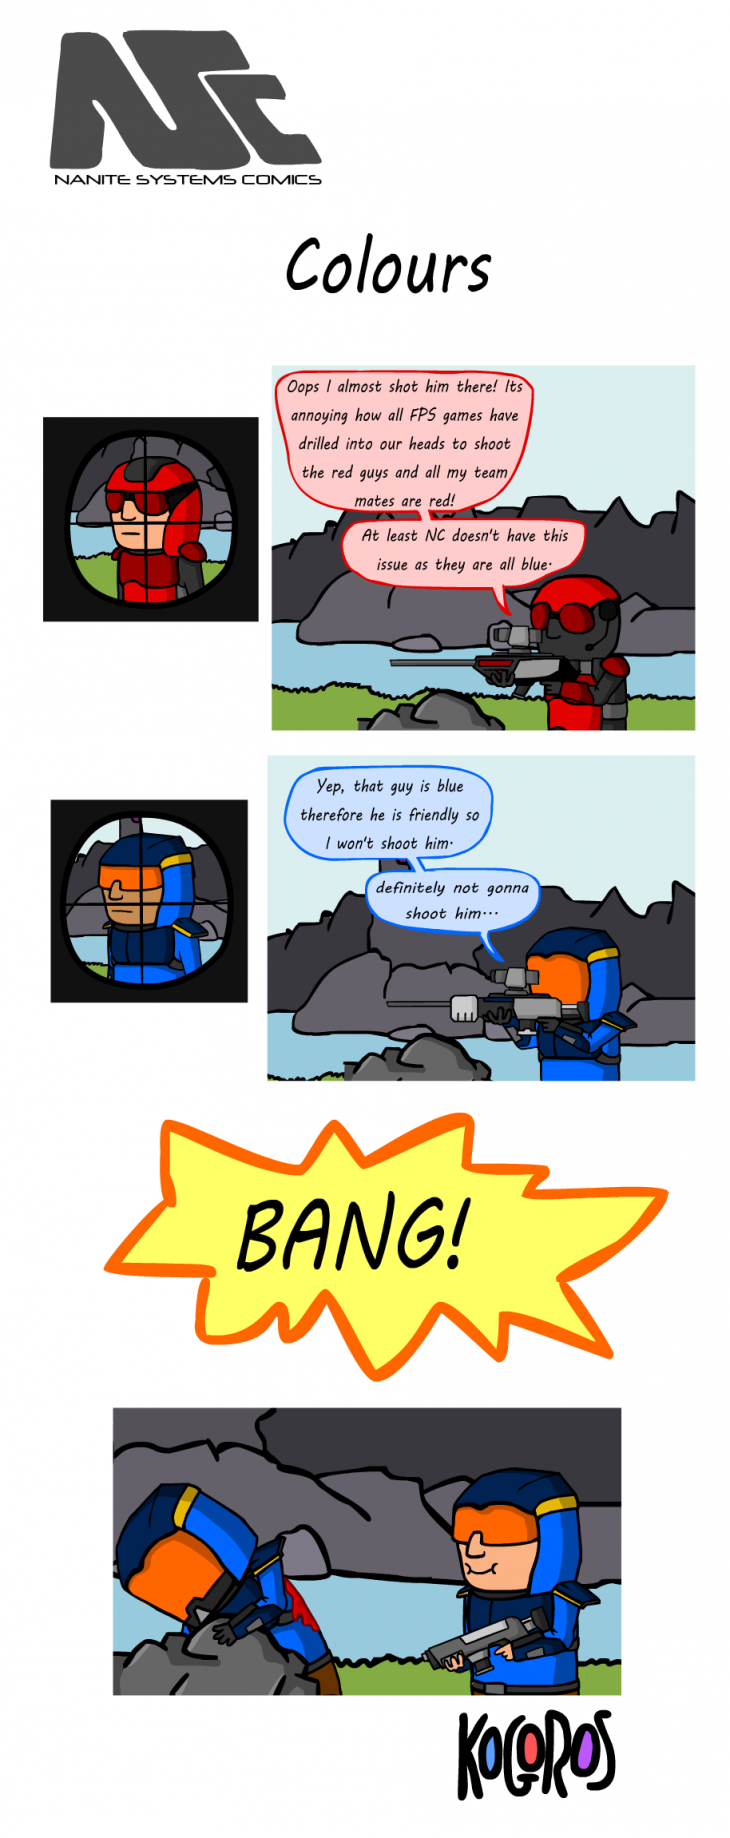 NSC
NANITE SYSTEMS COMICS
Colours
Oops I almost shot him there! Its
annoying how all FPS games have
drilled into our heads to shoot
the red guys and all my team
mates are red!
At least NC doesn't have this
issue as they are all blue.
Yep, that guy is blue
therefore he is friendly so
I won't shoot him.
definitely not gonna
shoot him...
BANG!
KOGOROS